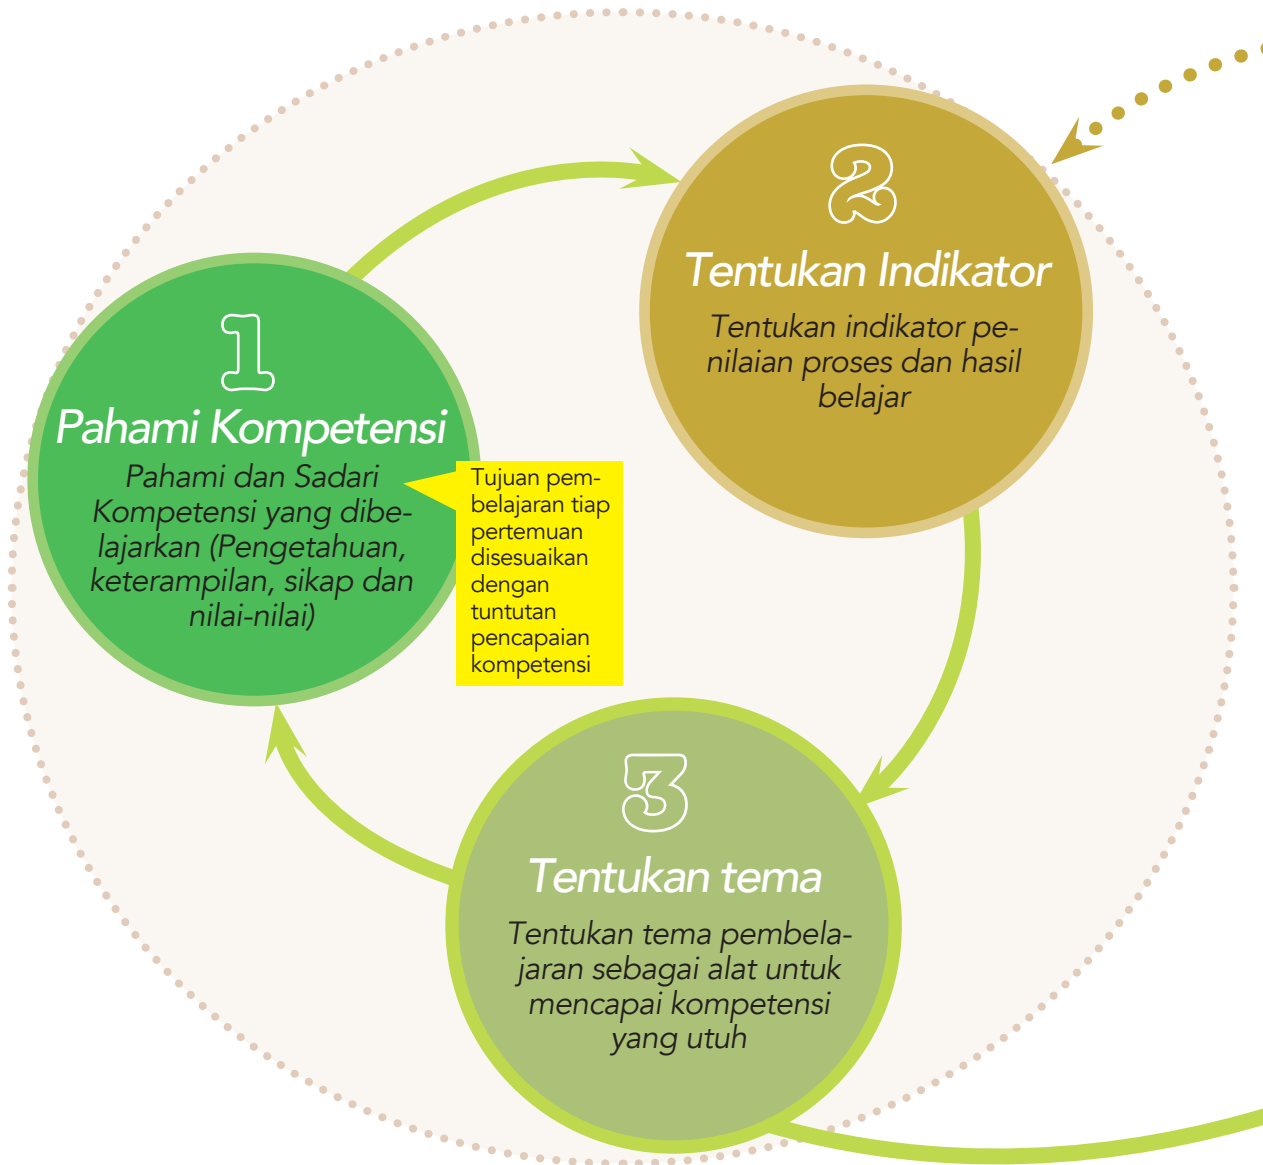 1
Pahami Kompetensi
Pahami dan Sadari
Kompetensi yang dibe-
lajarkan (Pengetahuan,
keterampilan, sikap dan
nilai-nilai)
Tujuan pem-
belajaran tiap
pertemuan
disesuaikan
dengan
tuntutan
pencapaian
kompetensi
2
Tentukan Indikator
Tentukan indikator pe-
nilaian proses dan hasil
belajar
3
Tentukan tema
Tentukan tema pembela-
jaran sebagai alat untuk
mencapai kompetensi
yang utuh